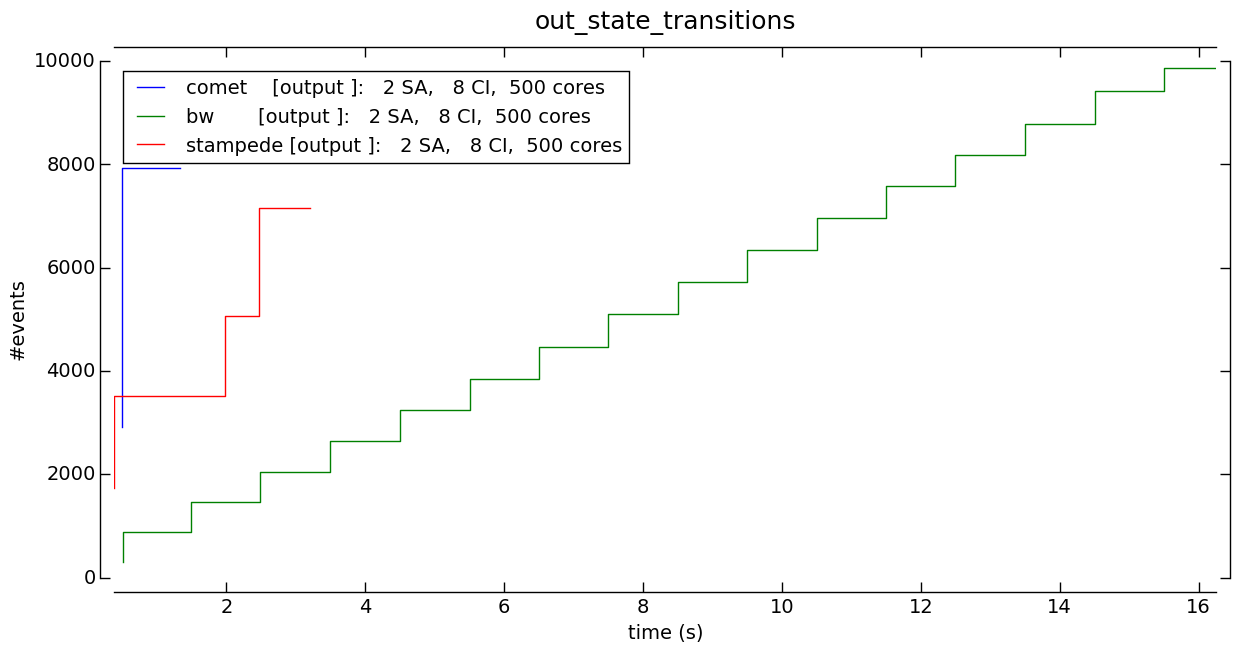 out_state_transitions
10000
8000
6000
4000
2000
0
#events
comet    [output ]:   2 SA,   8 CI,  500 cores
bw       [output ]:   2 SA,   8 CI,  500 cores
stampede [output ]:   2 SA,   8 CI,  500 cores
2 4 6 8 10 12 14 16
time (s)